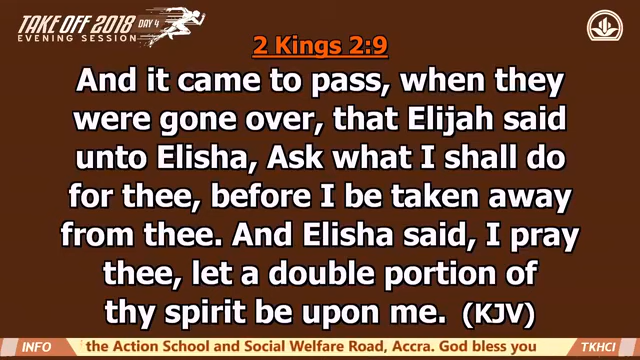 TAKE OFF 2018 DAY 4
EVENING SESSION
2 Kings 2:9
And it came to pass, when they
were gone over, that Elijah said
unto Elisha, Ask what I shall do
for thee, before I be taken away
from thee. And Elisha said, I pray
thee, let a double portion of
thy spirit be upon me. (KJV)
INFO the Action School and Social Welfare Road, Accra. God bless you TKHCI